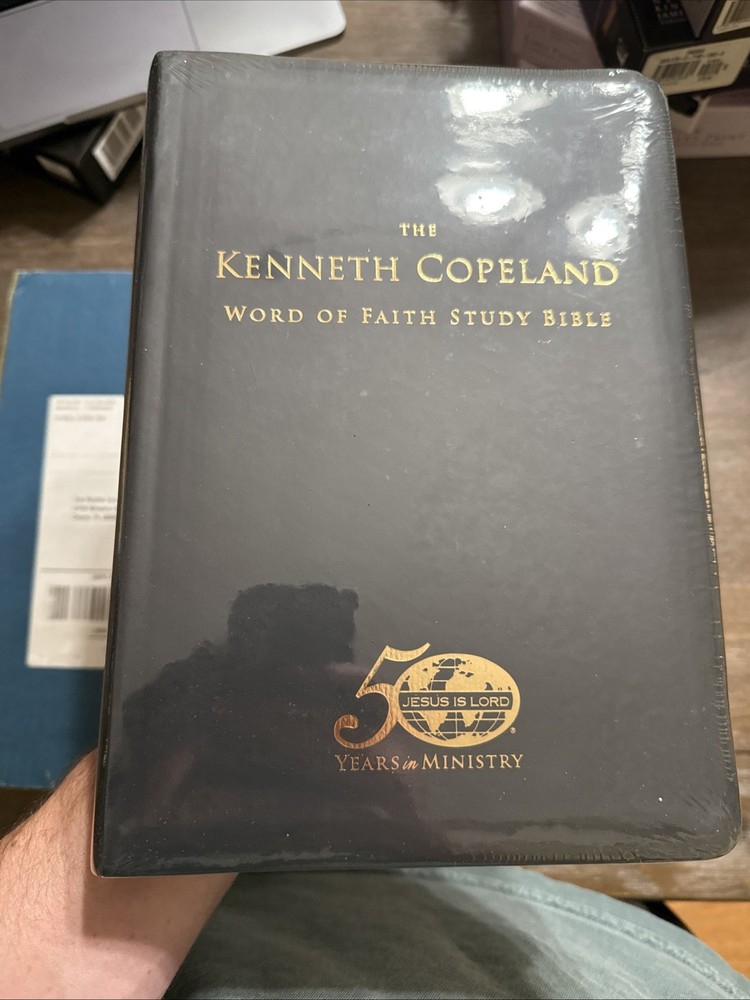 THE
KENNETH COPELAND
WORD OF FAITH STUDY BIBLE
50
JESUS IS LORD
®
YEARS in MINISTRY